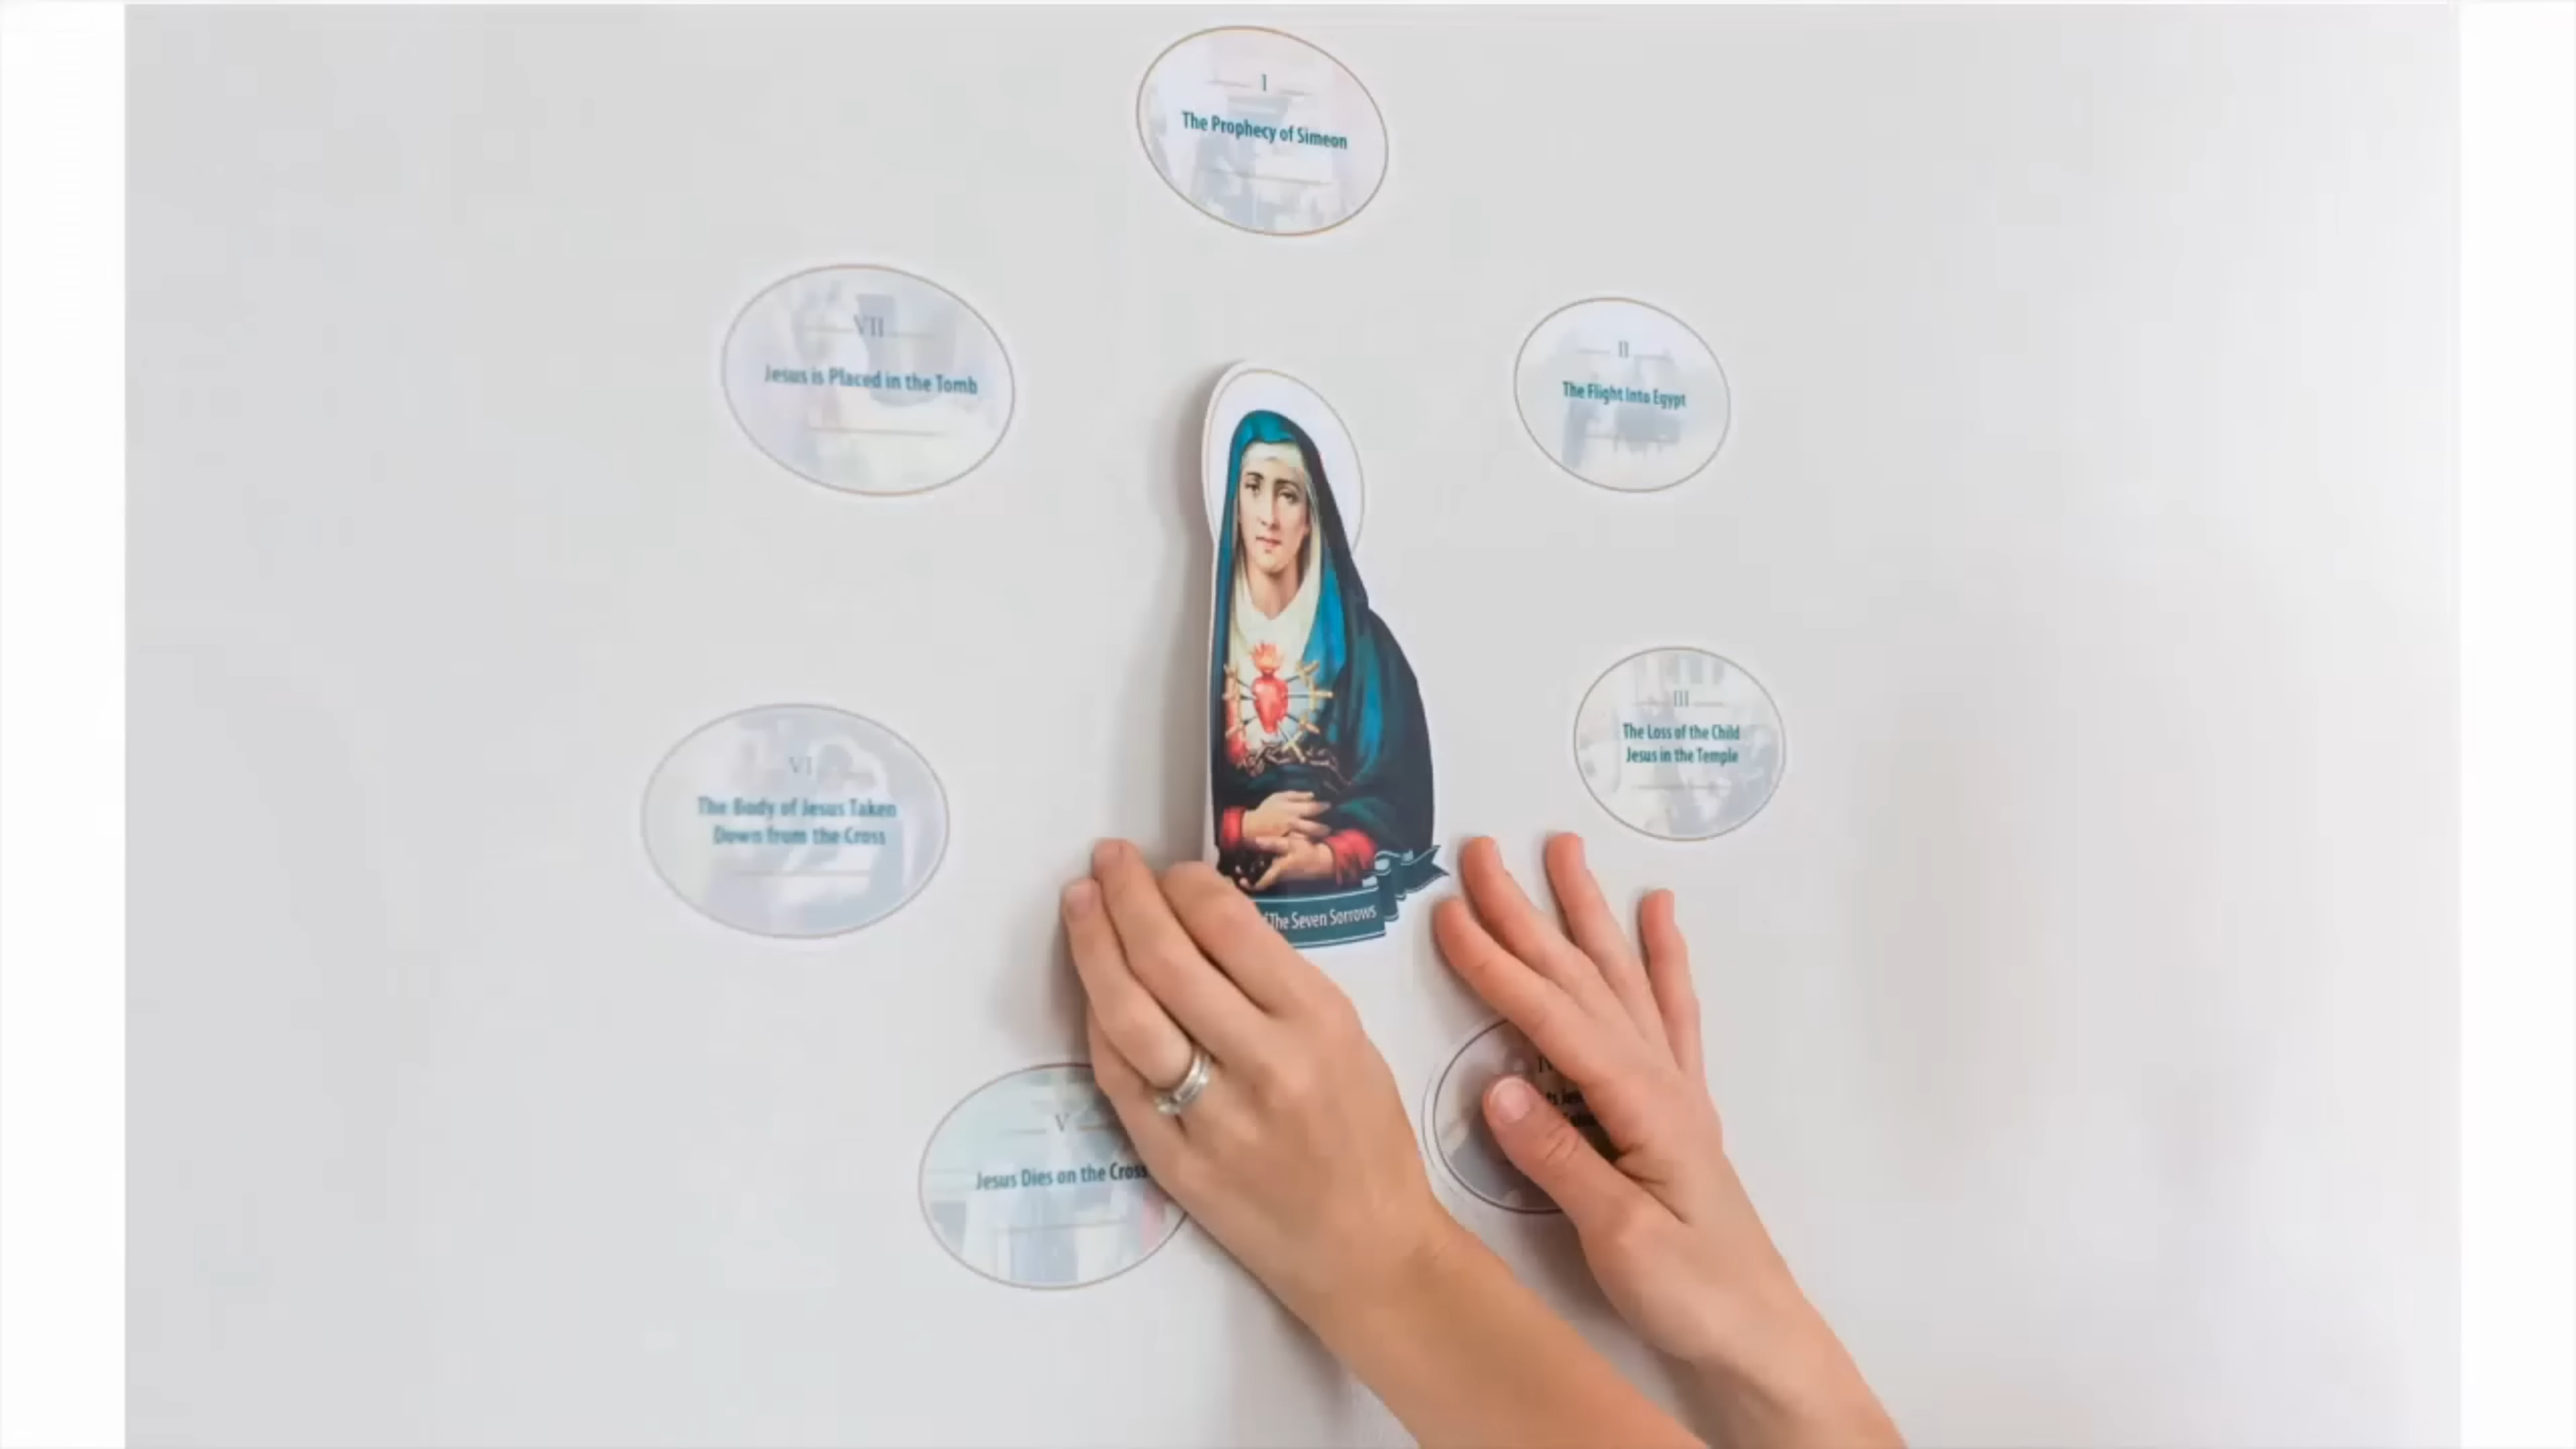 I
The Prophecy of Simeon
II
The Flight Into Egypt
III
The Loss of the Child
Jesus in the Temple
V
Jesus Dies on the Cross
VI
The Body of Jesus Taken
Down from the Cross
VII
Jesus is Placed in the Tomb
The Seven Sorrows